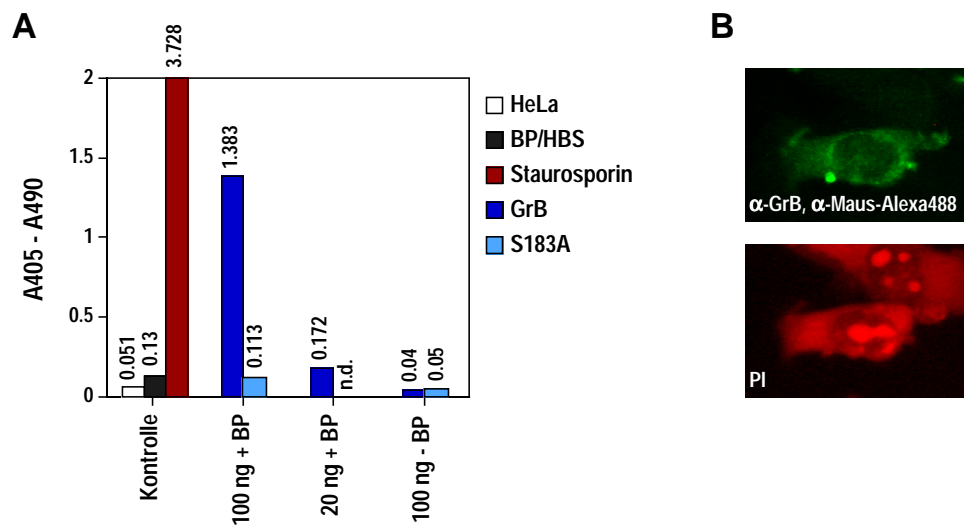 A
3.728
2
1.5
1
0.5
0
A405 - A490
0.051
0.13
1.383
0.113
0.172
n.d.
0.04
0.05
Kontrolle
100 ng + BP
20 ng + BP
100 ng - BP
HeLa
BP/HBS
Staurosporin
GrB
S183A
B
α-GrB, α-Maus-Alexa488
PI